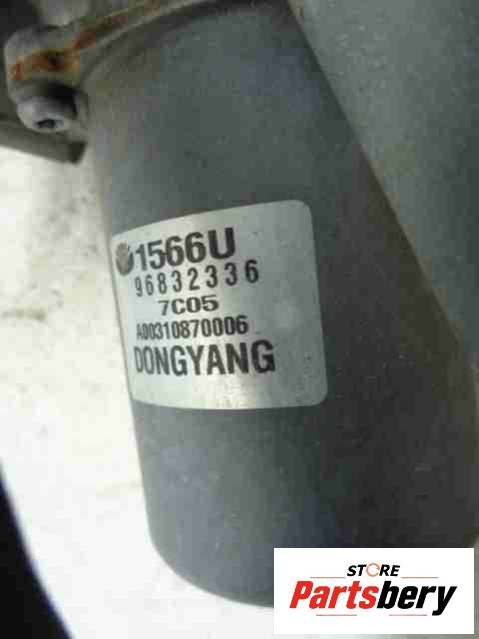 1566U
96832336
7C05
A00310870006
DONGYANG
STORE
Partsbery